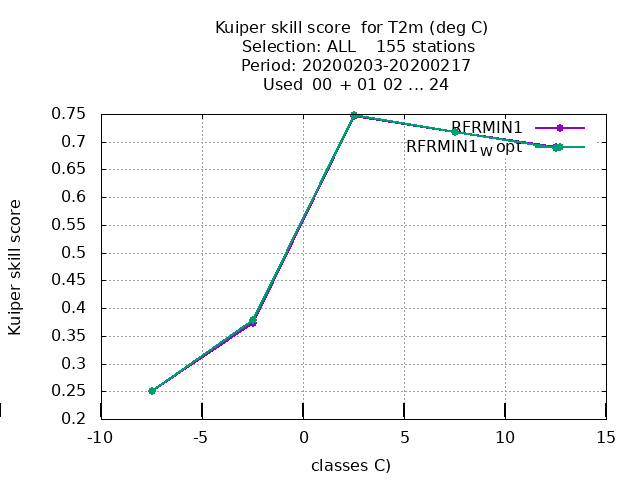 Kuiper skill score  for T2m (deg C)
Selection: ALL    155 stations
Period: 20200203-20200217
Used  00  + 01 02 ... 24
0.75
0.7
0.65
0.6
0.55
0.5
0.45
0.4
0.35
0.3
0.25
0.2
Kuiper skill score
RFRMIN1
RFRMIN1w opt
-10
-5
0
5
10
15
classes C)